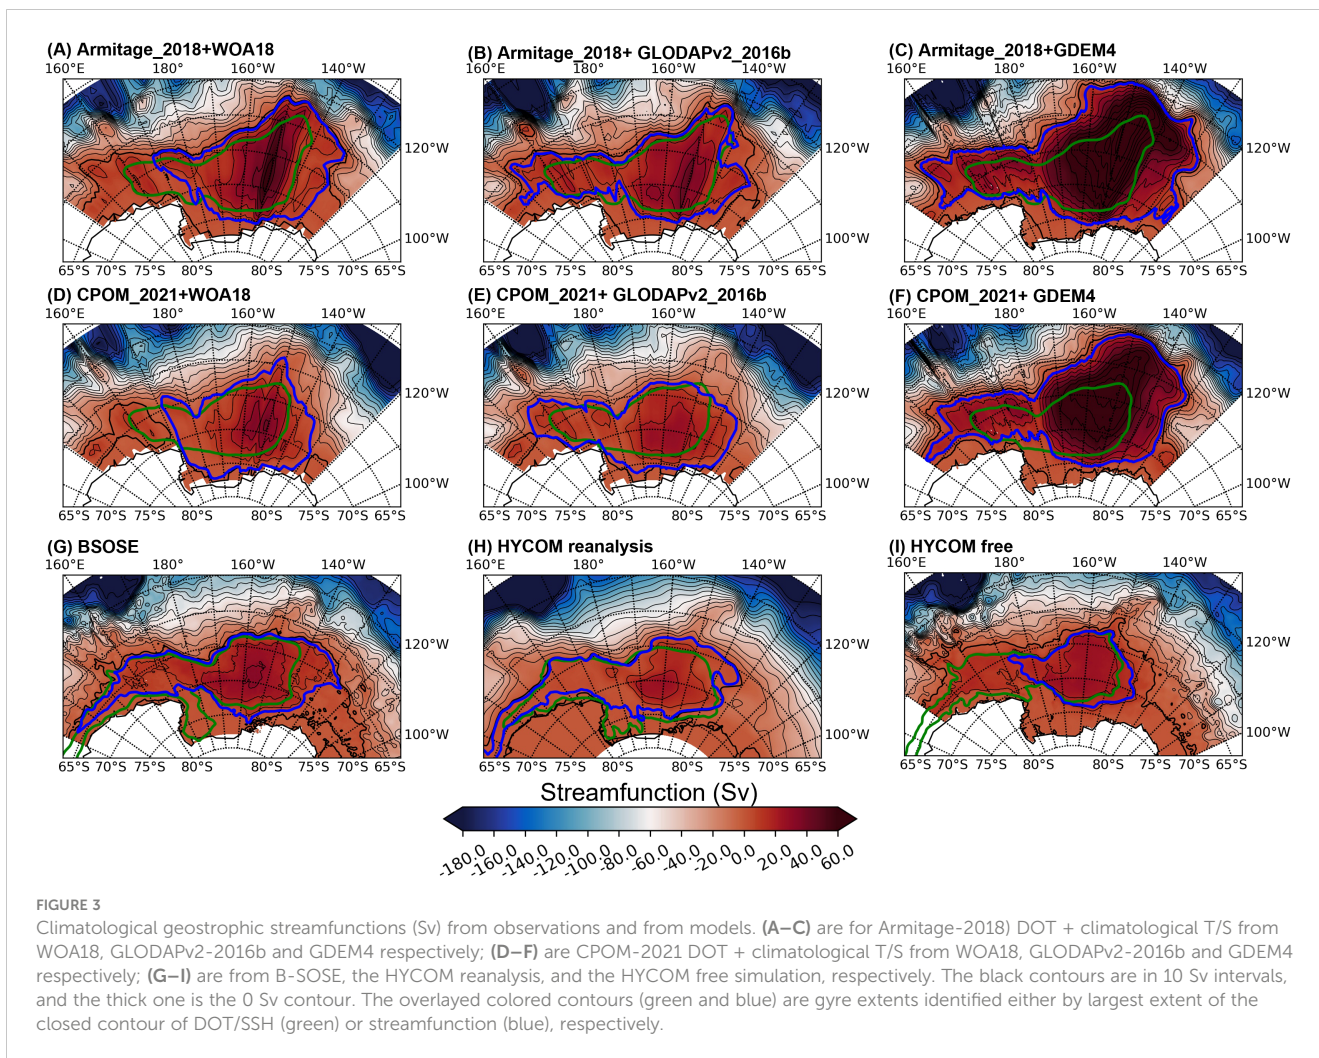 (A) Armitage_2018+WOA18
(B) Armitage_2018+ GLODAPv2_2016b
(C) Armitage_2018+GDEM4
160°E 180° 160°W 140°W
160°E 180° 160°W 140°W
160°E 180° 160°W 140°W
120°W
120°W
120°W
100°W
100°W
100°W
65°S 70°S 75°S 80°S 80°S 75°S 70°S 65°S
65°S 70°S 75°S 80°S 80°S 75°S 70°S 65°S
65°S 70°S 75°S 80°S 80°S 75°S 70°S 65°S
(D) CPOM_2021+WOA18
(E) CPOM_2021+ GLODAPv2_2016b
(F) CPOM_2021+ GDEM4
160°E 180° 160°W 140°W
160°E 180° 160°W 140°W
160°E 180° 160°W 140°W
120°W
120°W
120°W
100°W
100°W
100°W
65°S 70°S 75°S 80°S 80°S 75°S 70°S 65°S
65°S 70°S 75°S 80°S 80°S 75°S 70°S 65°S
65°S 70°S 75°S 80°S 80°S 75°S 70°S 65°S
(G) BSOSE
(H) HYCOM reanalysis
(I) HYCOM free
160°E 180° 160°W 140°W
160°E 180° 160°W 140°W
160°E 180° 160°W 140°W
120°W
120°W
120°W
100°W
100°W
100°W
65°S 70°S 75°S 80°S 80°S 75°S 70°S 65°S
65°S 70°S 75°S 80°S 80°S 75°S 70°S 65°S
65°S 70°S 75°S 80°S 80°S 75°S 70°S 65°S
Streamfunction (Sv)
-180.0 -160.0 -140.0 -120.0 -100.0 -80.0 -60.0 -40.0 -20.0 0.0 20.0 40.0 60.0
FIGURE 3
Climatological geostrophic streamfunctions (Sv) from observations and from models. (A–C) are for Armitage-2018) DOT + climatological T/S from
WOA18, GLODAPv2-2016b and GDEM4 respectively; (D–F) are CPOM-2021 DOT + climatological T/S from WOA18, GLODAPv2-2016b and GDEM4
respectively; (G–I) are from B-SOSE, the HYCOM reanalysis, and the HYCOM free simulation, respectively. The black contours are in 10 Sv intervals,
and the thick one is the 0 Sv contour. The overlayed colored contours (green and blue) are gyre extents identified either by largest extent of the
closed contour of DOT/SSH (green) or streamfunction (blue), respectively.